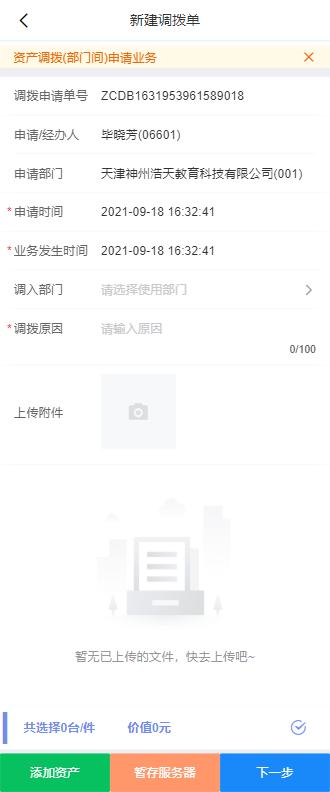 新建调拨单
资产调拨(部门间)申请业务
调拨申请单号 ZCDB1631953961589018
申请/经办人 毕晓芳(06601)
申请部门 天津神州浩天教育科技有限公司(001)
*申请时间 2021-09-18 16:32:41
*业务发生时间 2021-09-18 16:32:41
调入部门 请选择使用部门
*调拨原因 请输入原因
0/100
上传附件
暂无已上传的文件，快去上传吧~
共选择0台/件 价值0元
添加资产 暂存服务器 下一步